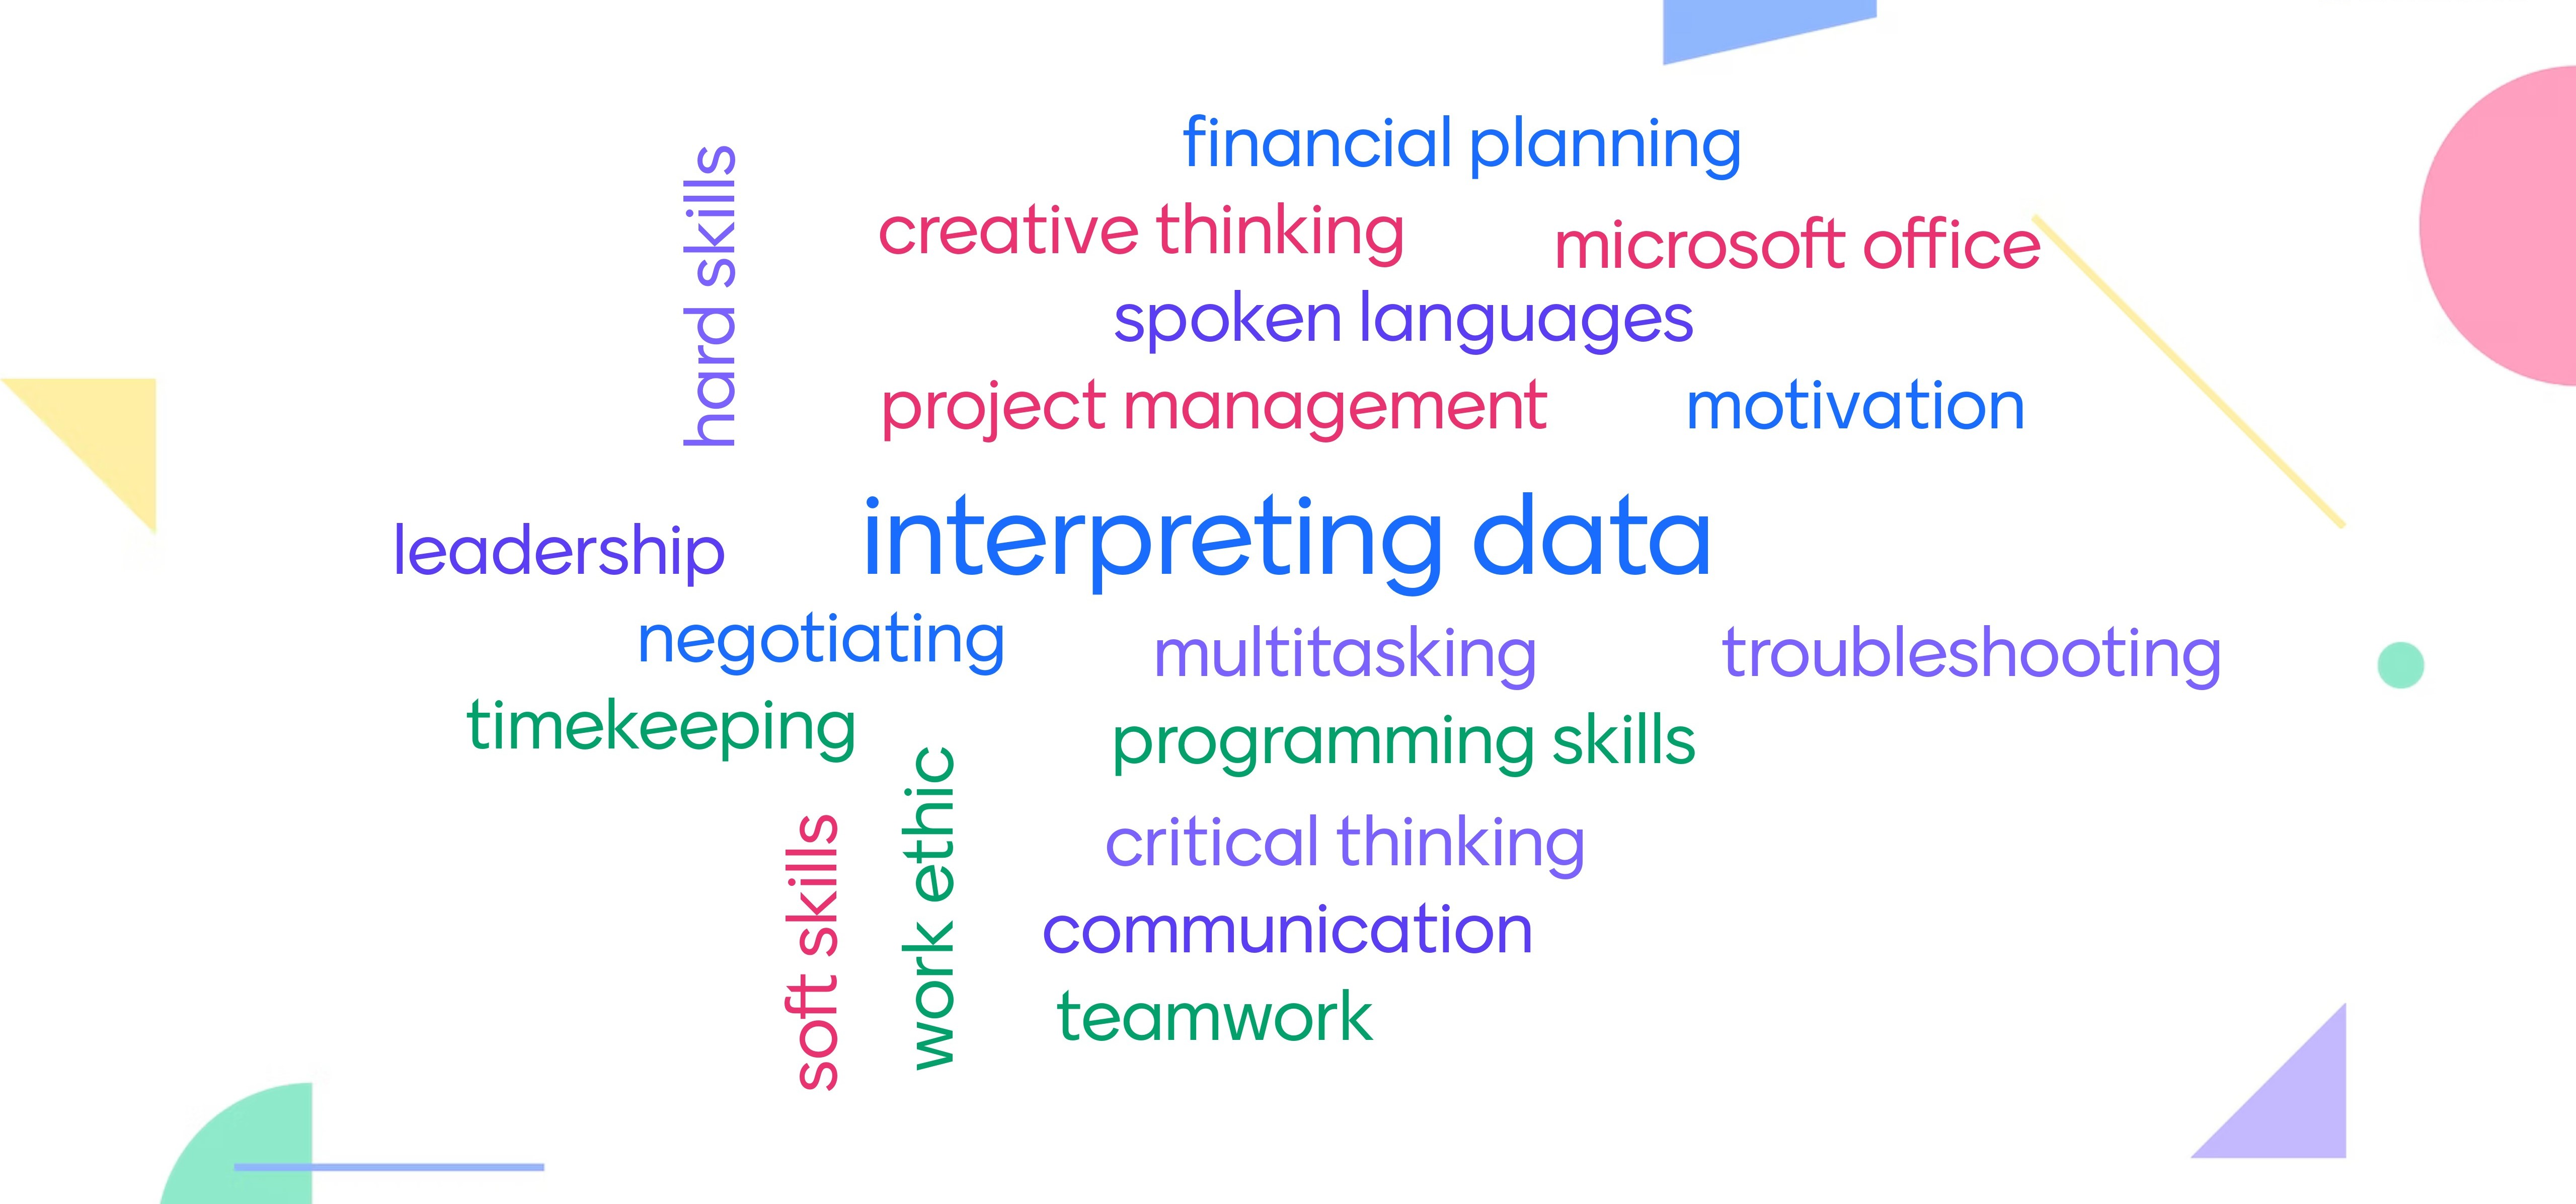 financial planning
hard skills
creative thinking
microsoft office
spoken languages
project management
motivation
interpreting data
leadership
negotiating
multitasking
troubleshooting
timekeeping
programming skills
work ethic
soft skills
critical thinking
communication
teamwork